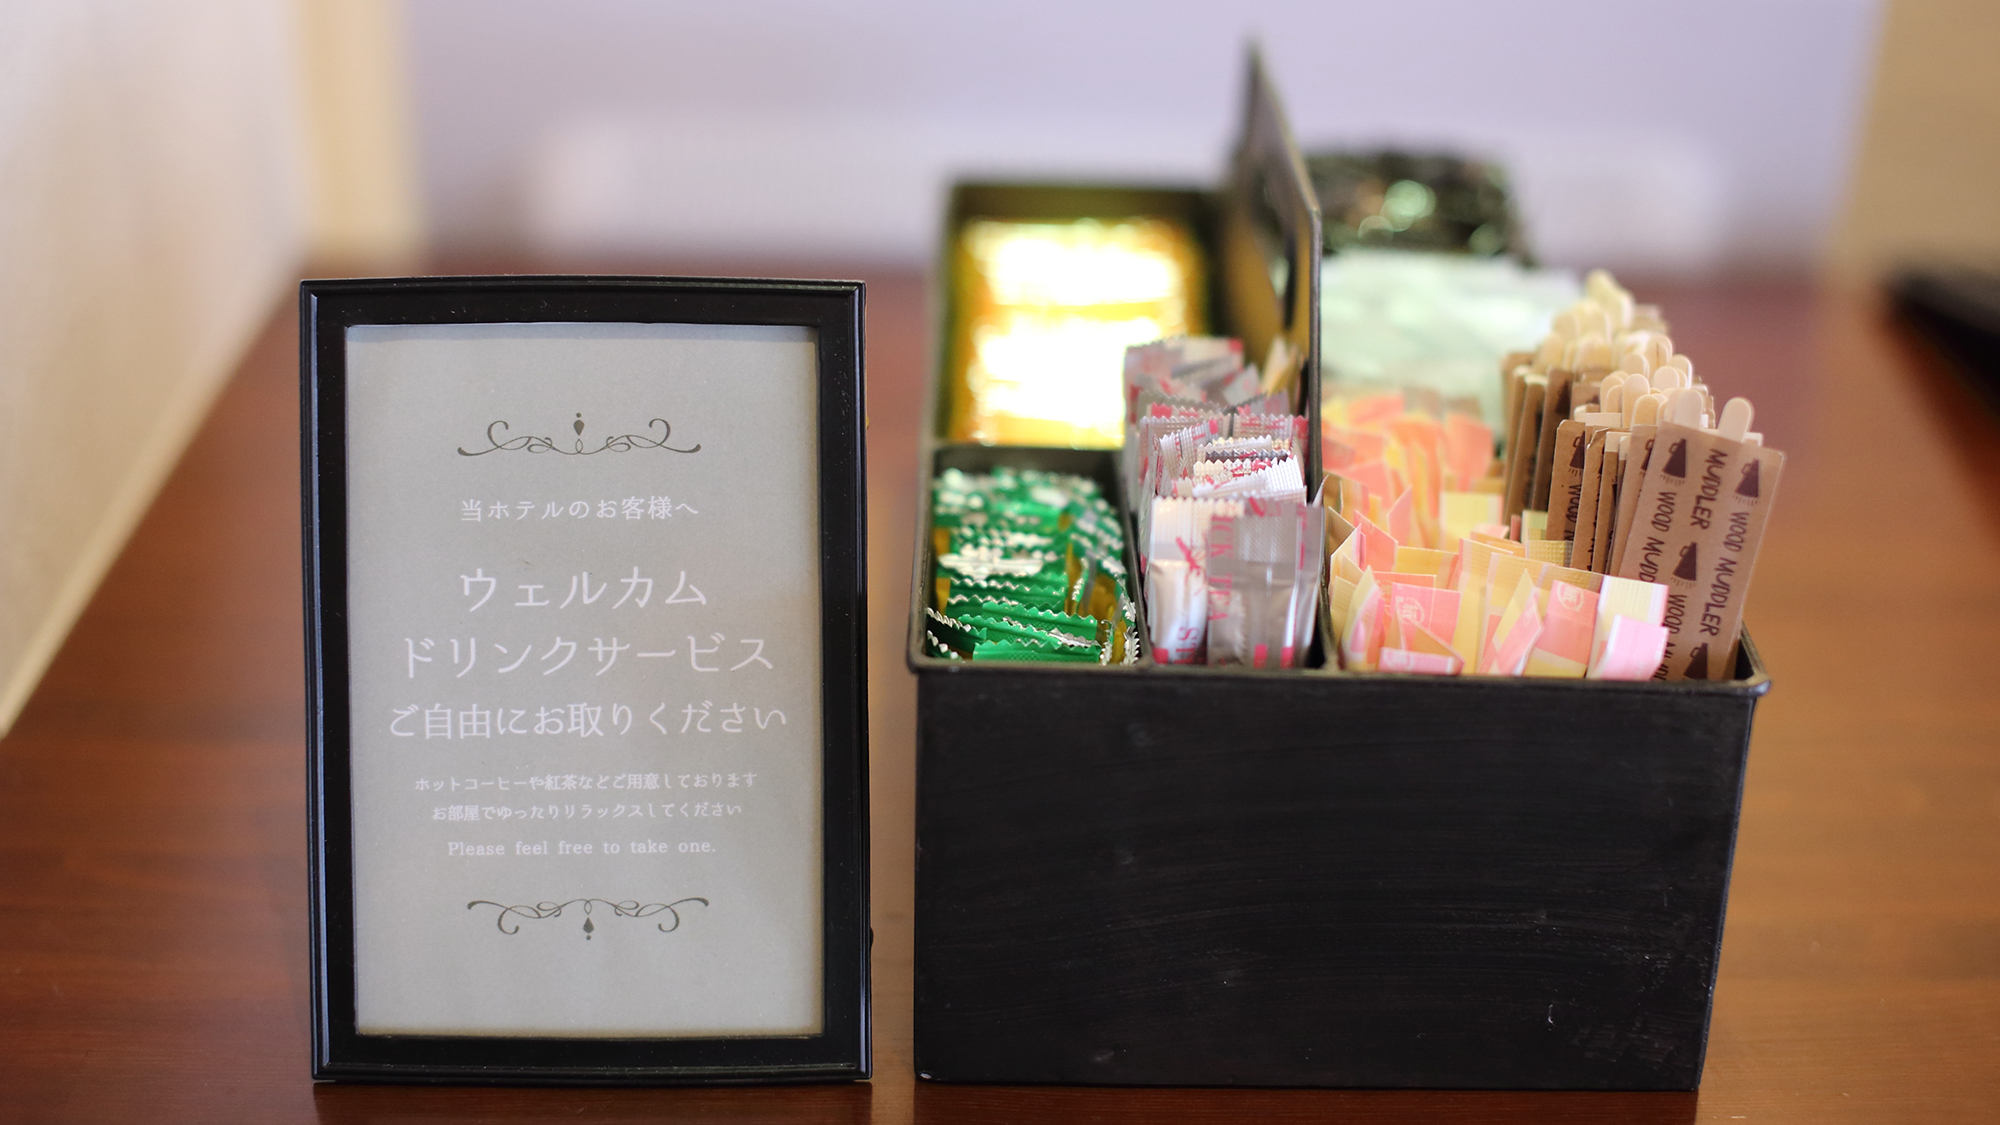 当ホテルのお客様へ
ウェルカム
ドリンクサービス
ご自由にお取りください
ホットコーヒーや紅茶などご用意しております
お部屋でゆったりリラックスしてください
Please feel free to take one.
WOOD MUDDLER
WOOD MUDDLER